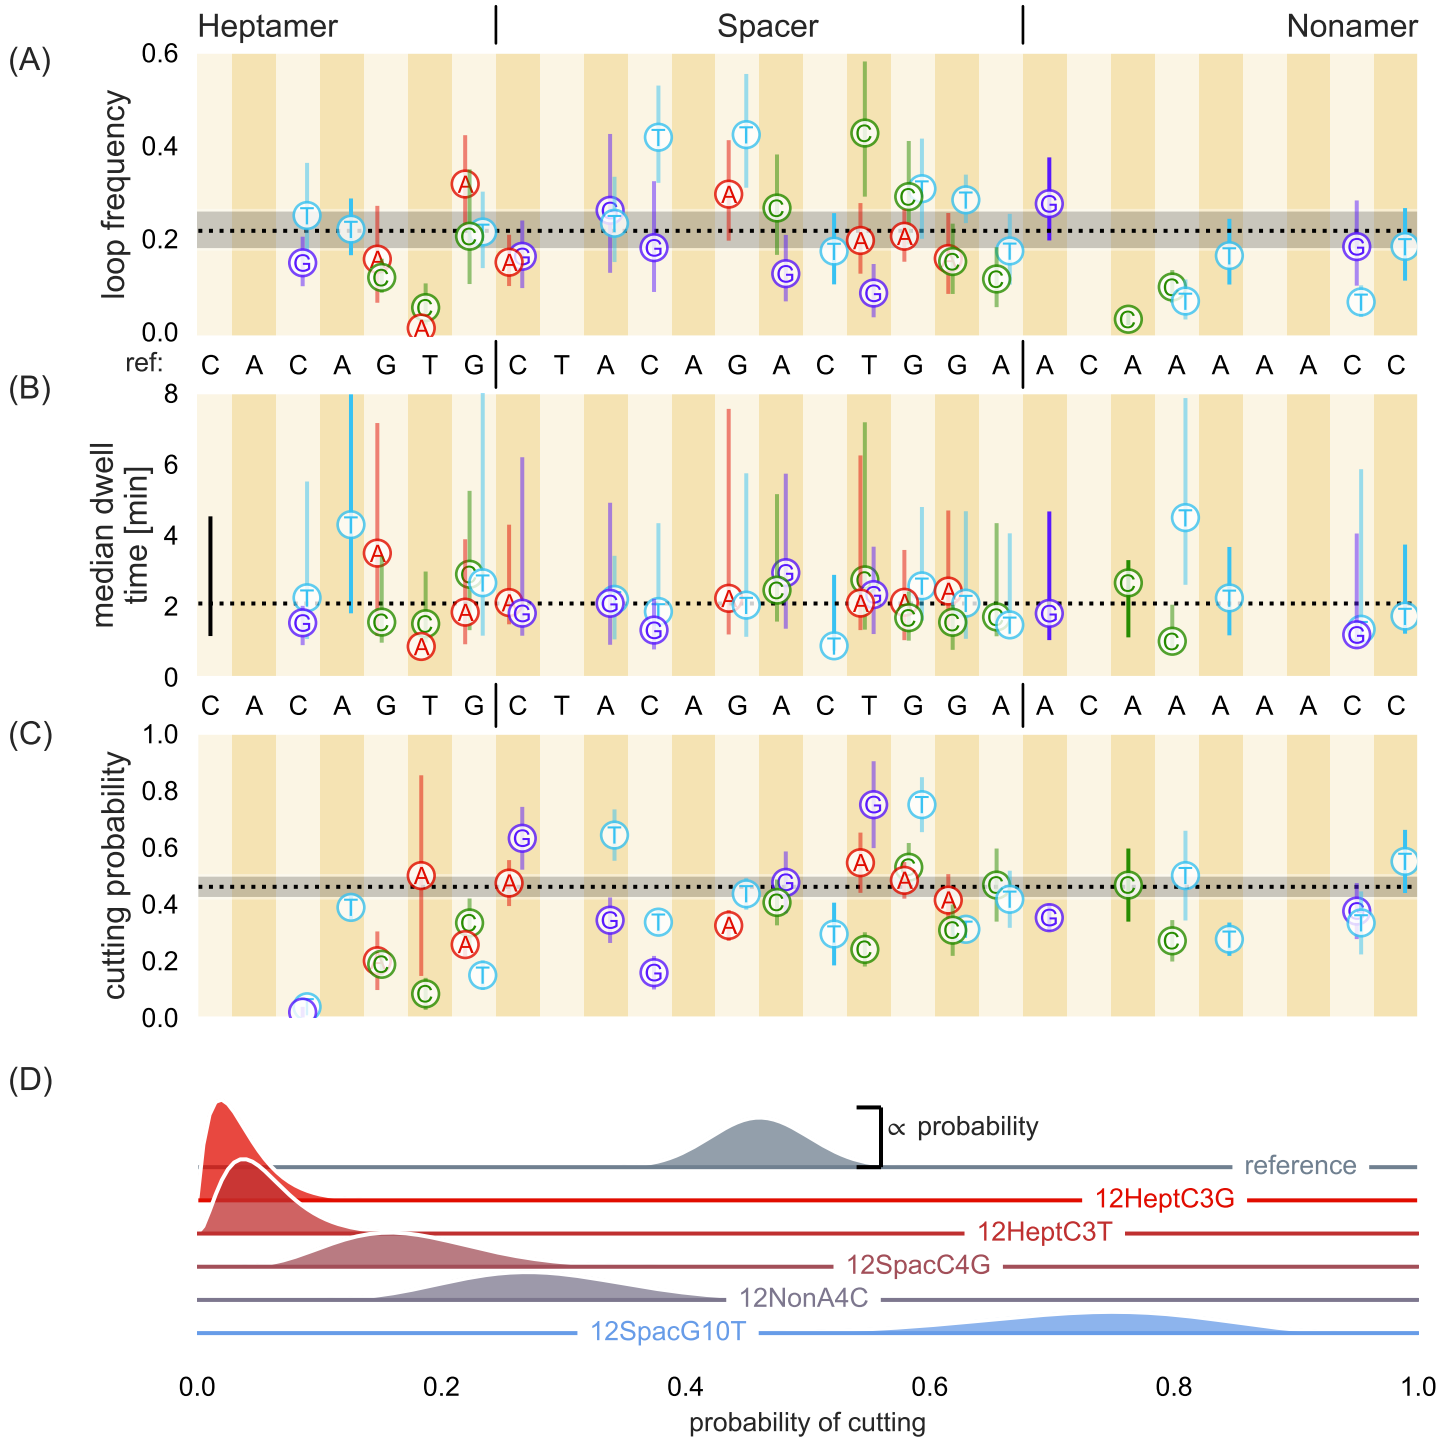 Heptamer Spacer Nonamer
(A)
loop frequency
0.6
0.4
0.2
0.0
T G T A C C A A C T A G G T T G A T C G T C A G A C T T A C C T G C C T T G T T
ref: C A C A G T G C T A C A G A C T G G A A C A A A A A C C
(B)
median dwell
time [min]
8
6
4
2
0
T G T A C C A C A T A G T G T G A T G C T C G A A C T A C T C T G C C T T T G T
C A C A G T G C T A C A G A C T G G A A C A A A A A C C
(C)
cutting probability
1.0
0.8
0.6
0.4
0.2
0.0
T G T A C A C C A T A G T G T G A T G C T A C G C A T A T C C T G C C T T G T T
(D)
∝ probability
reference
12HeptC3G
12HeptC3T
12SpacC4G
12NonA4C
12SpacG10T
0.0 0.2 0.4 0.6 0.8 1.0
probability of cutting